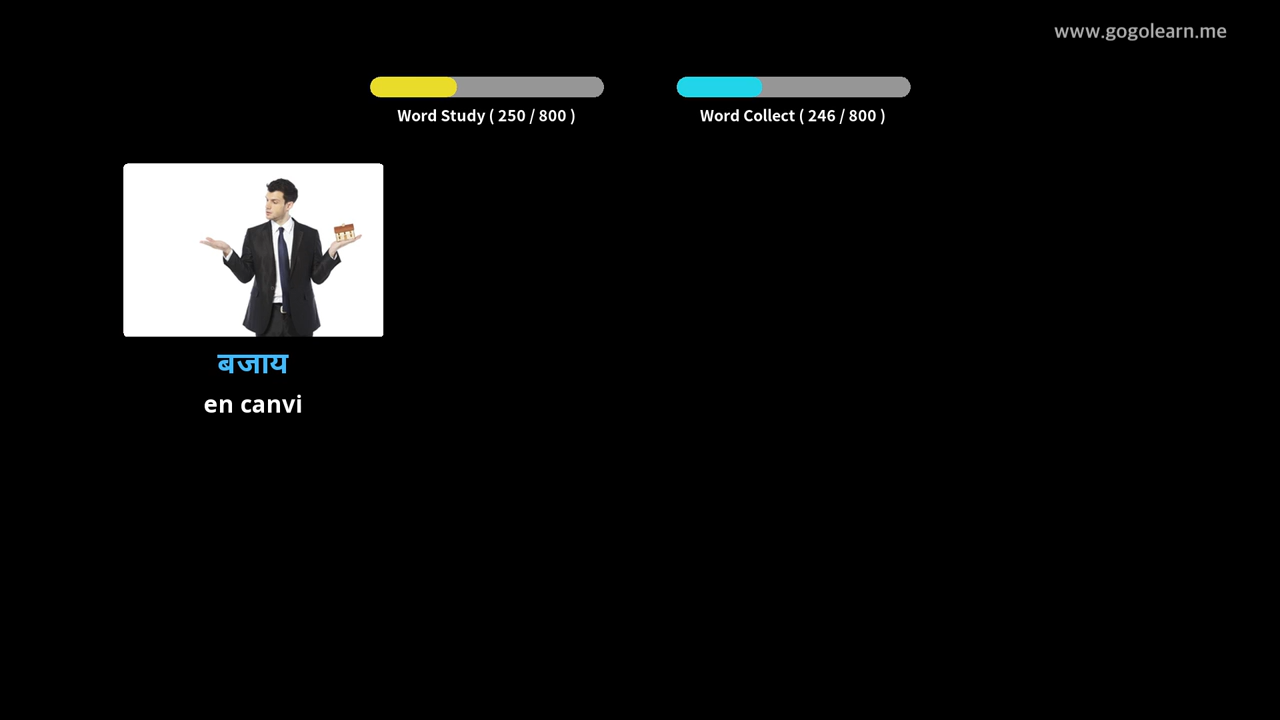 www.gogolearn.me
Word Study ( 250 / 800 )
Word Collect ( 246 / 800 )
बजाय
en canvi